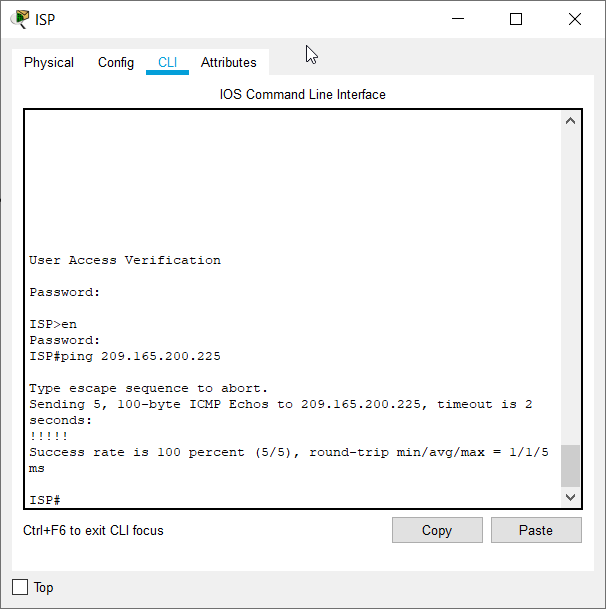 ISP
Physical Config CLI Attributes
IOS Command Line Interface
User Access Verification
Password:
ISP>en
Password:
ISP#ping 209.165.200.225
Type escape sequence to abort.
Sending 5, 100-byte ICMP Echos to 209.165.200.225, timeout is 2
seconds:
!!!!!
Success rate is 100 percent (5/5), round-trip min/avg/max = 1/1/5
ms
ISP#
Ctrl+F6 to exit CLI focus Copy Paste
Top